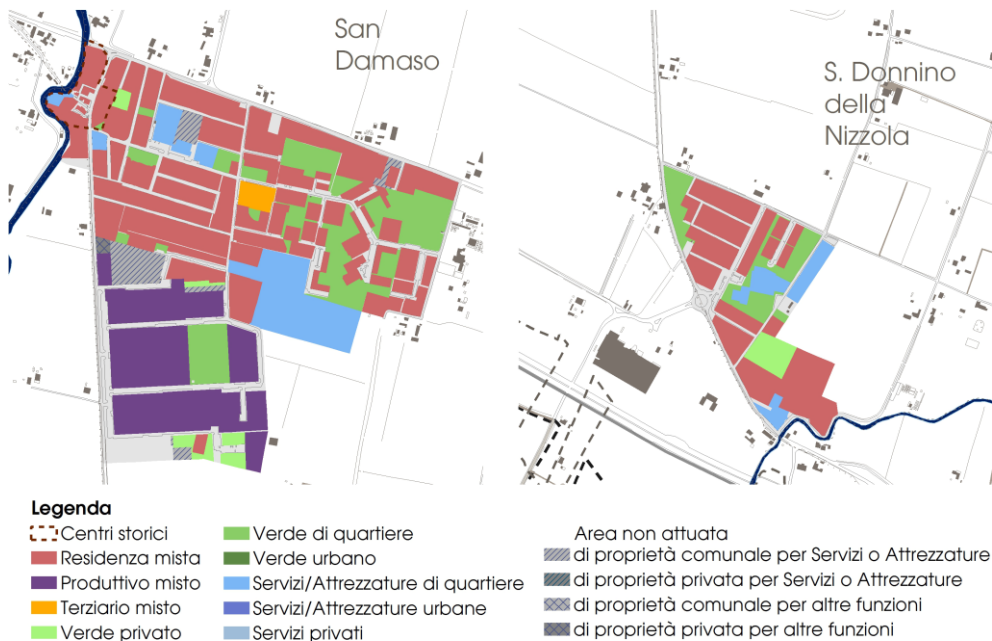 San
Damaso
S. Donnino
della
Nizzola
Legenda
Centri storici
Residenza mista
Produttivo misto
Terziario misto
Verde privato
Verde di quartiere
Verde urbano
Servizi/Attrezzature di quartiere
Servizi/Attrezzature urbane
Servizi privati
Area non attuata
di proprietà comunale per Servizi o Attrezzature
di proprietà privata per Servizi o Attrezzature
di proprietà comunale per altre funzioni
di proprietà privata per altre funzioni